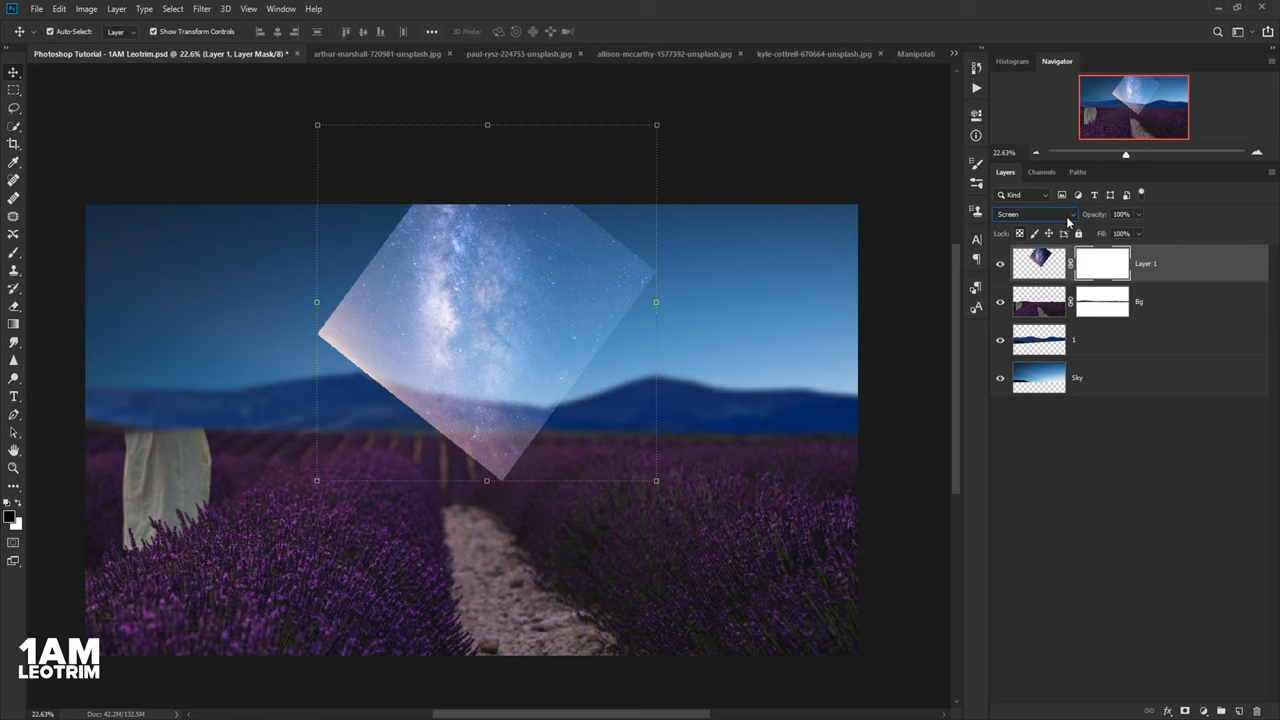 Ps File Edit Image Layer Type Select Filter 3D View Window Help
Auto-Select: Layer Show Transform Controls 3D Mode:
Photoshop Tutorial - 1AM Leotrim.psd @ 22.6% (Layer 1, Layer Mask/8) * × arthur-marshall-720981-unsplash.jpg × paul-rysz-224753-unsplash.jpg × allison-mccarthy-1577392-unsplash.jpg × kyle-cottrell-670664-unsplash.jpg × Manipolati
Histogram Navigator
22.63%
Layers Channels Paths
Kind
Screen Opacity: 100%
Lock: Fill: 100%
Layer 1
Bg
1
Sky
1AM
LEOTRIM
22.63% Doc: 42.2M/132.5M